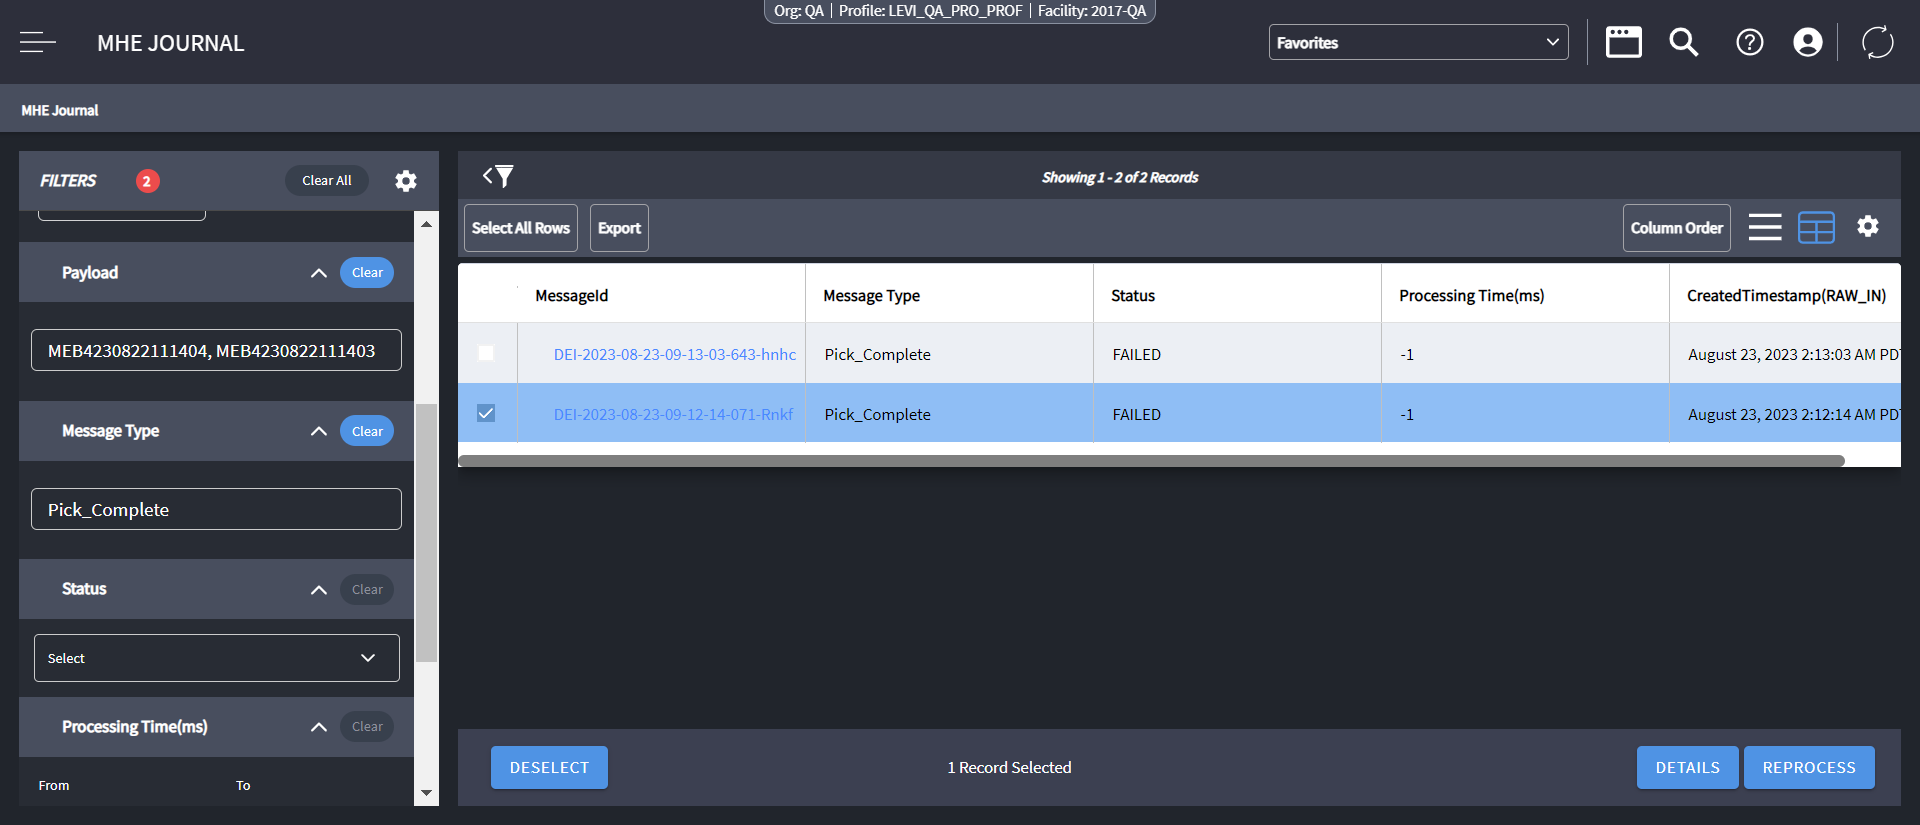 Org: QA | Profile: LEVI_QA_PRO_PROF | Facility: 2017-QA
MHE JOURNAL
Favorites
MHE Journal
FILTERS 2 Clear All
Showing 1 - 2 of 2 Records
Select All Rows Export Column Order
Payload Clear
MEB4230822111404, MEB4230822111403
Message Type Clear
Pick_Complete
Status Clear
Select
Processing Time(ms) Clear
From To
MessageId Message Type Status Processing Time(ms) CreatedTimestamp(RAW_IN)
DEI-2023-08-23-09-13-03-643-hnhc Pick_Complete FAILED -1 August 23, 2023 2:13:03 AM PD
DEI-2023-08-23-09-12-14-071-Rnkf Pick_Complete FAILED -1 August 23, 2023 2:12:14 AM PD
DESELECT 1 Record Selected DETAILS REPROCESS